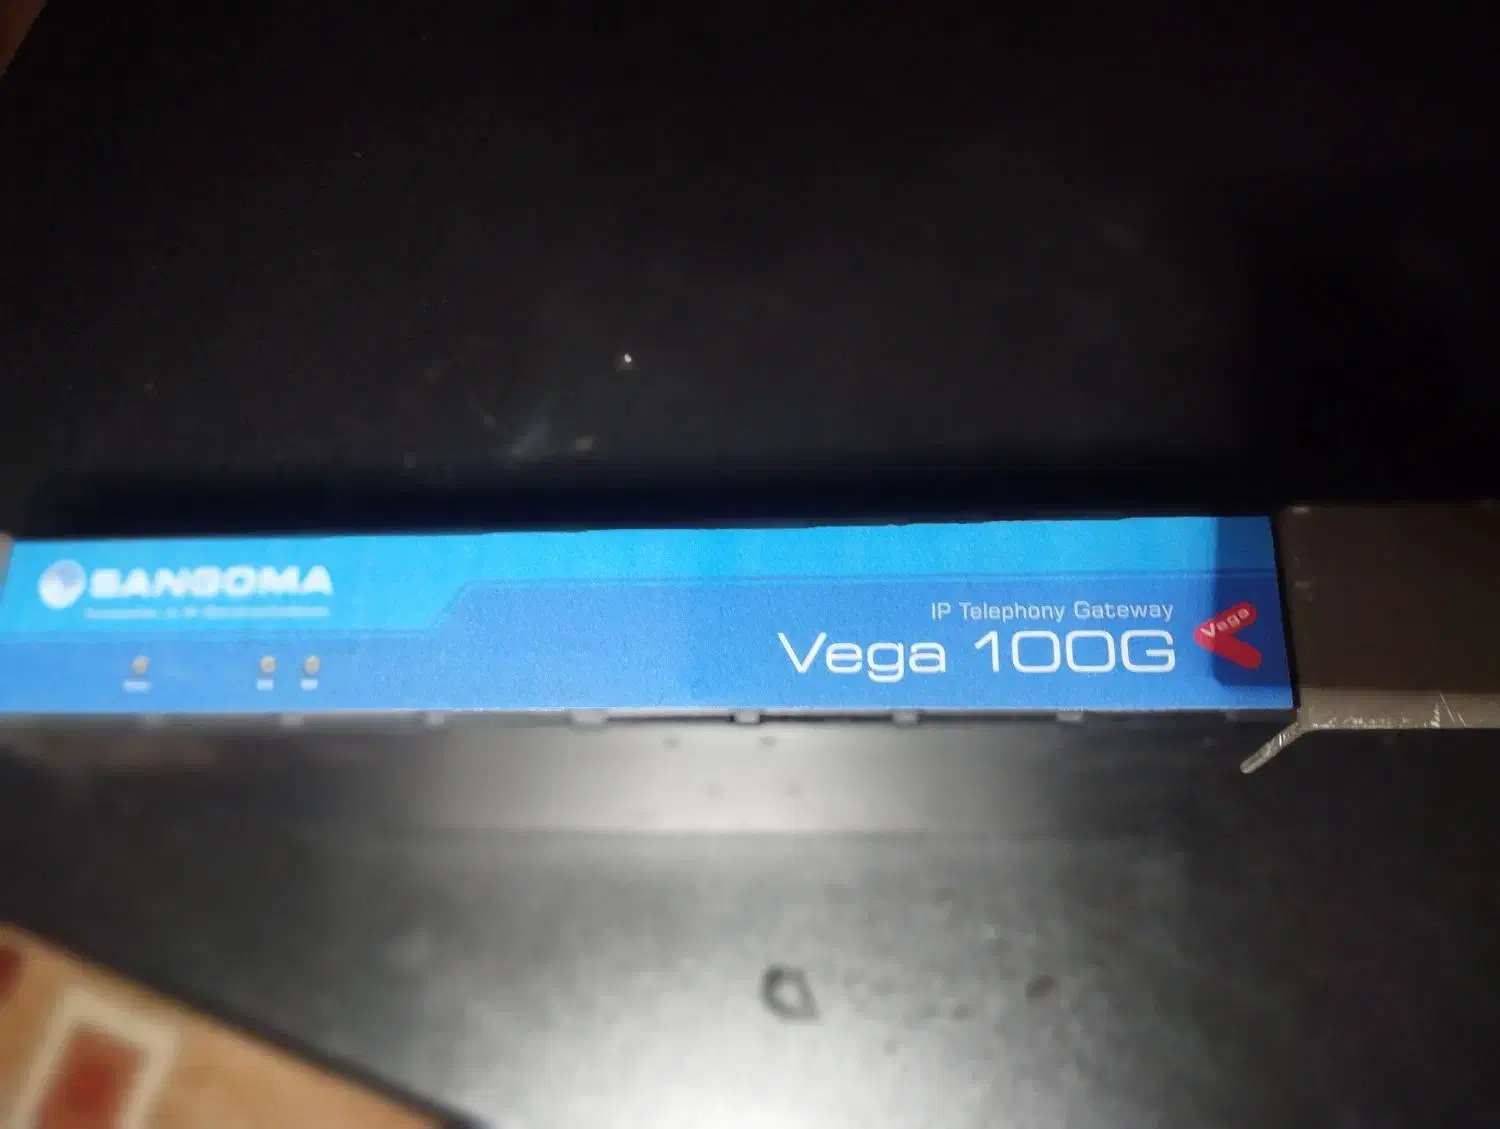 SANGOMA
IP Telephony Gateway
Vega 100G
Vega